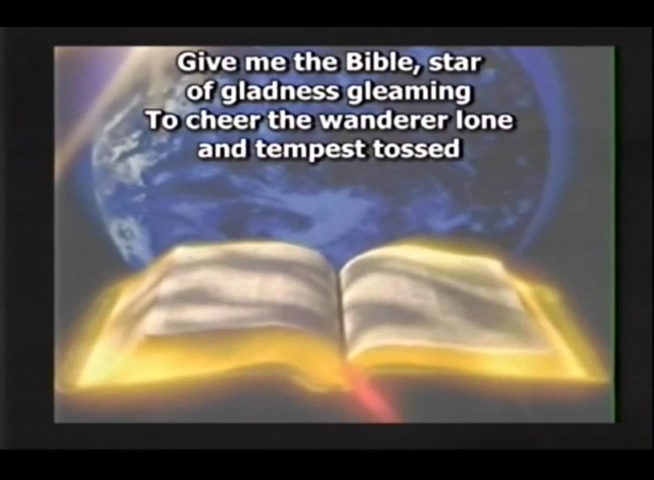 Give me the Bible, star
of gladness gleaming
To cheer the wanderer lone
and tempest tossed